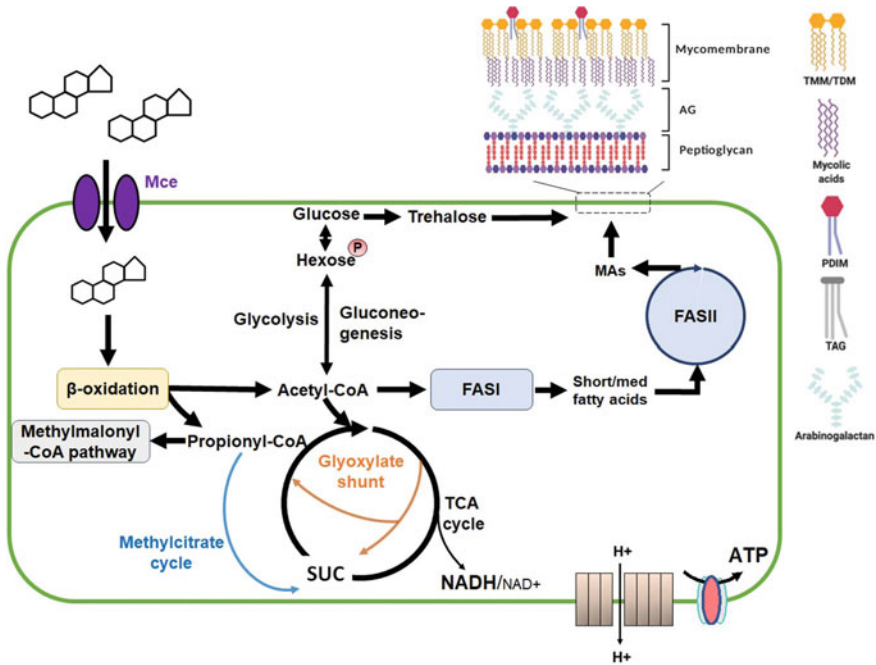 Mycomembrane
AG
Peptioglycan
TMM/TDM
Mycolic
acids
PDIM
TAG
Arabinogalactan
Mce
Glucose
Trehalose
Hexose
P
MAs
Glycolysis
Gluconeo-
genesis
FASII
β-oxidation
Acetyl-CoA
FASI
Short/med
fatty acids
Methylmalonyl
-CoA pathway
Propionyl-CoA
Glyoxylate
shunt
TCA
cycle
Methylcitrate
cycle
SUC
NADH/NAD+
H+
H+
ATP